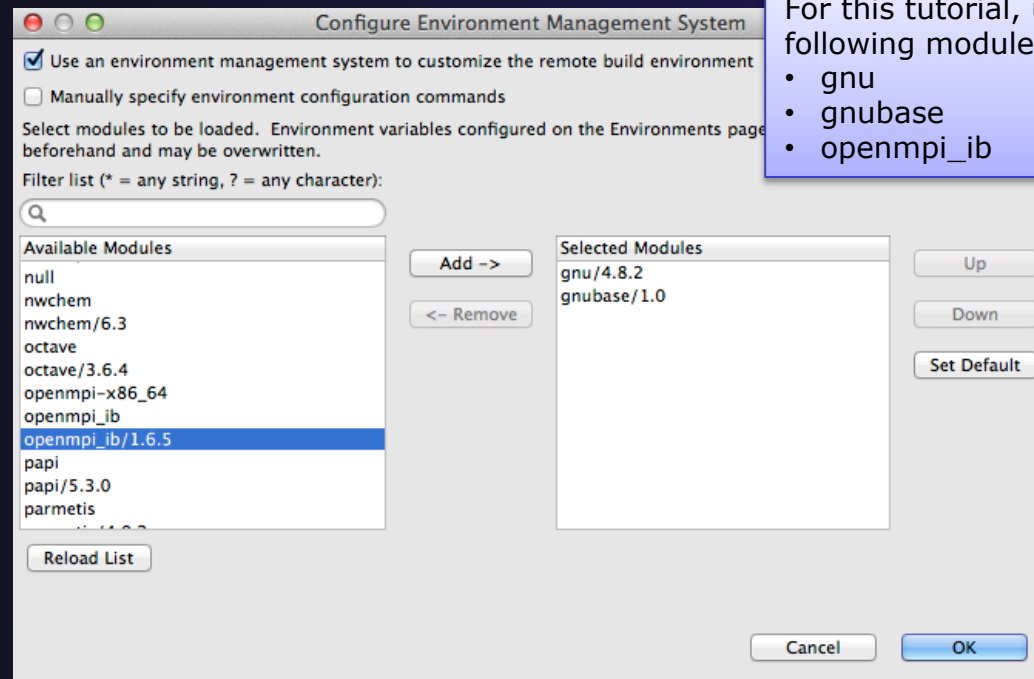 Configure Environment Management System
For this tutorial,
following module
• gnu
• gnubase
• openmpi_ib
Use an environment management system to customize the remote build environment
Manually specify environment configuration commands
Select modules to be loaded. Environment variables configured on the Environments page
beforehand and may be overwritten.
Filter list (* = any string, ? = any character):
Available Modules
null
nwchem
nwchem/6.3
octave
octave/3.6.4
openmpi-x86_64
openmpi_ib
openmpi_ib/1.6.5
papi
papi/5.3.0
parmetis
Add ->
<- Remove
Selected Modules
gnu/4.8.2
gnubase/1.0
Up
Down
Set Default
Reload List
Cancel
OK